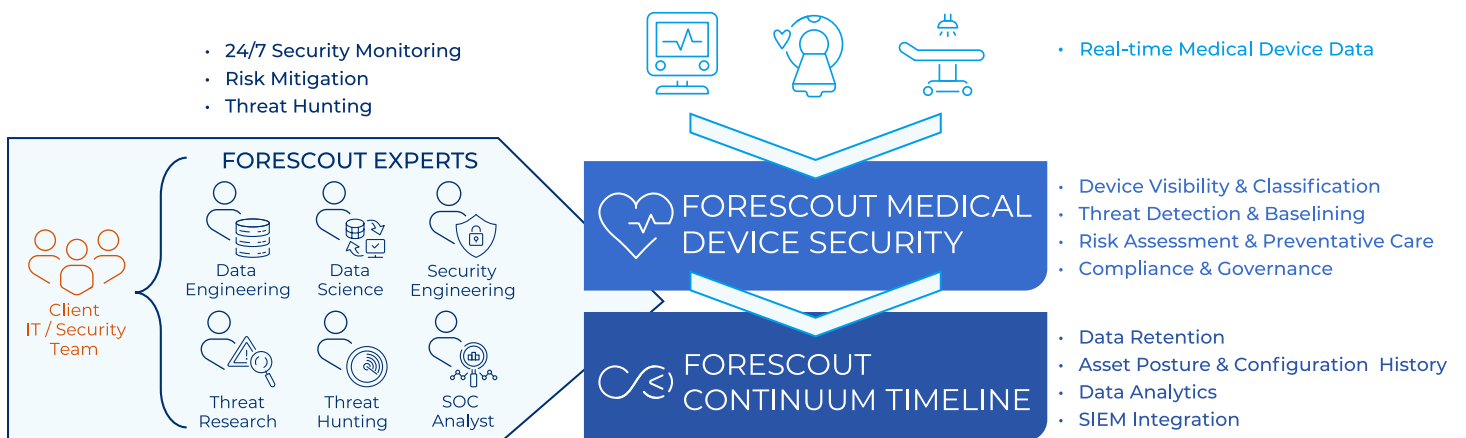 • 24/7 Security Monitoring
• Risk Mitigation
• Threat Hunting
• Real-time Medical Device Data
FORESCOUT EXPERTS
Client
IT / Security
Team
Data
Engineering
Data
Science
Security
Engineering
Threat
Research
Threat
Hunting
SOC
Analyst
FORESCOUT MEDICAL
DEVICE SECURITY
• Device Visibility & Classification
• Threat Detection & Baselining
• Risk Assessment & Preventative Care
• Compliance & Governance
FORESCOUT
CONTINUUM TIMELINE
• Data Retention
• Asset Posture & Configuration History
• Data Analytics
• SIEM Integration